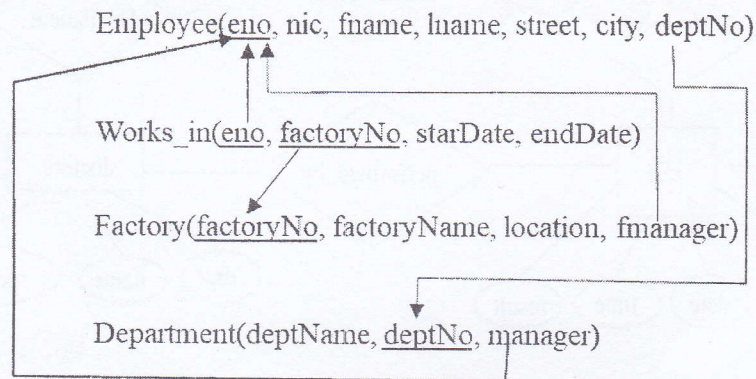 Employee(eno, nic, fname, lname, street, city, deptNo)
Works_in(eno, factoryNo, starDate, endDate)
Factory(factoryNo, factoryName, location, fmanager)
Department(deptName, deptNo, manager)